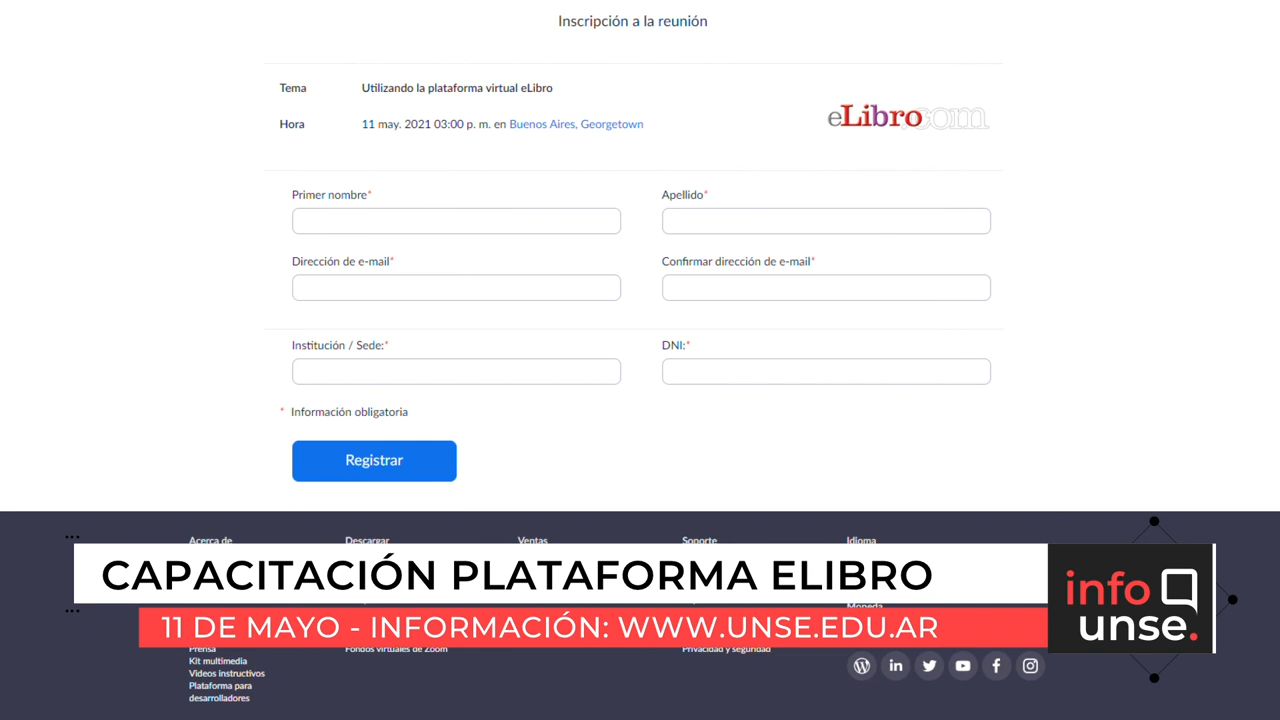 Inscripción a la reunión
Tema Utilizando la plataforma virtual eLibro
Hora 11 may. 2021 03:00 p. m. en Buenos Aires, Georgetown
eLibro.com
Primer nombre* Apellido*
Dirección de e-mail* Confirmar dirección de e-mail*
Institución / Sede:* DNI:*
* Información obligatoria
Registrar
Acerca de Descargar Ventas Soporte Idioma
CAPACITACIÓN PLATAFORMA ELIBRO
Moneda
11 DE MAYO - INFORMACIÓN: WWW.UNSE.EDU.AR
info
unse.
Prensa Fondos virtuales de Zoom Privacidad y seguridad
Kit multimedia
Videos instructivos
Plataforma para
desarrolladores